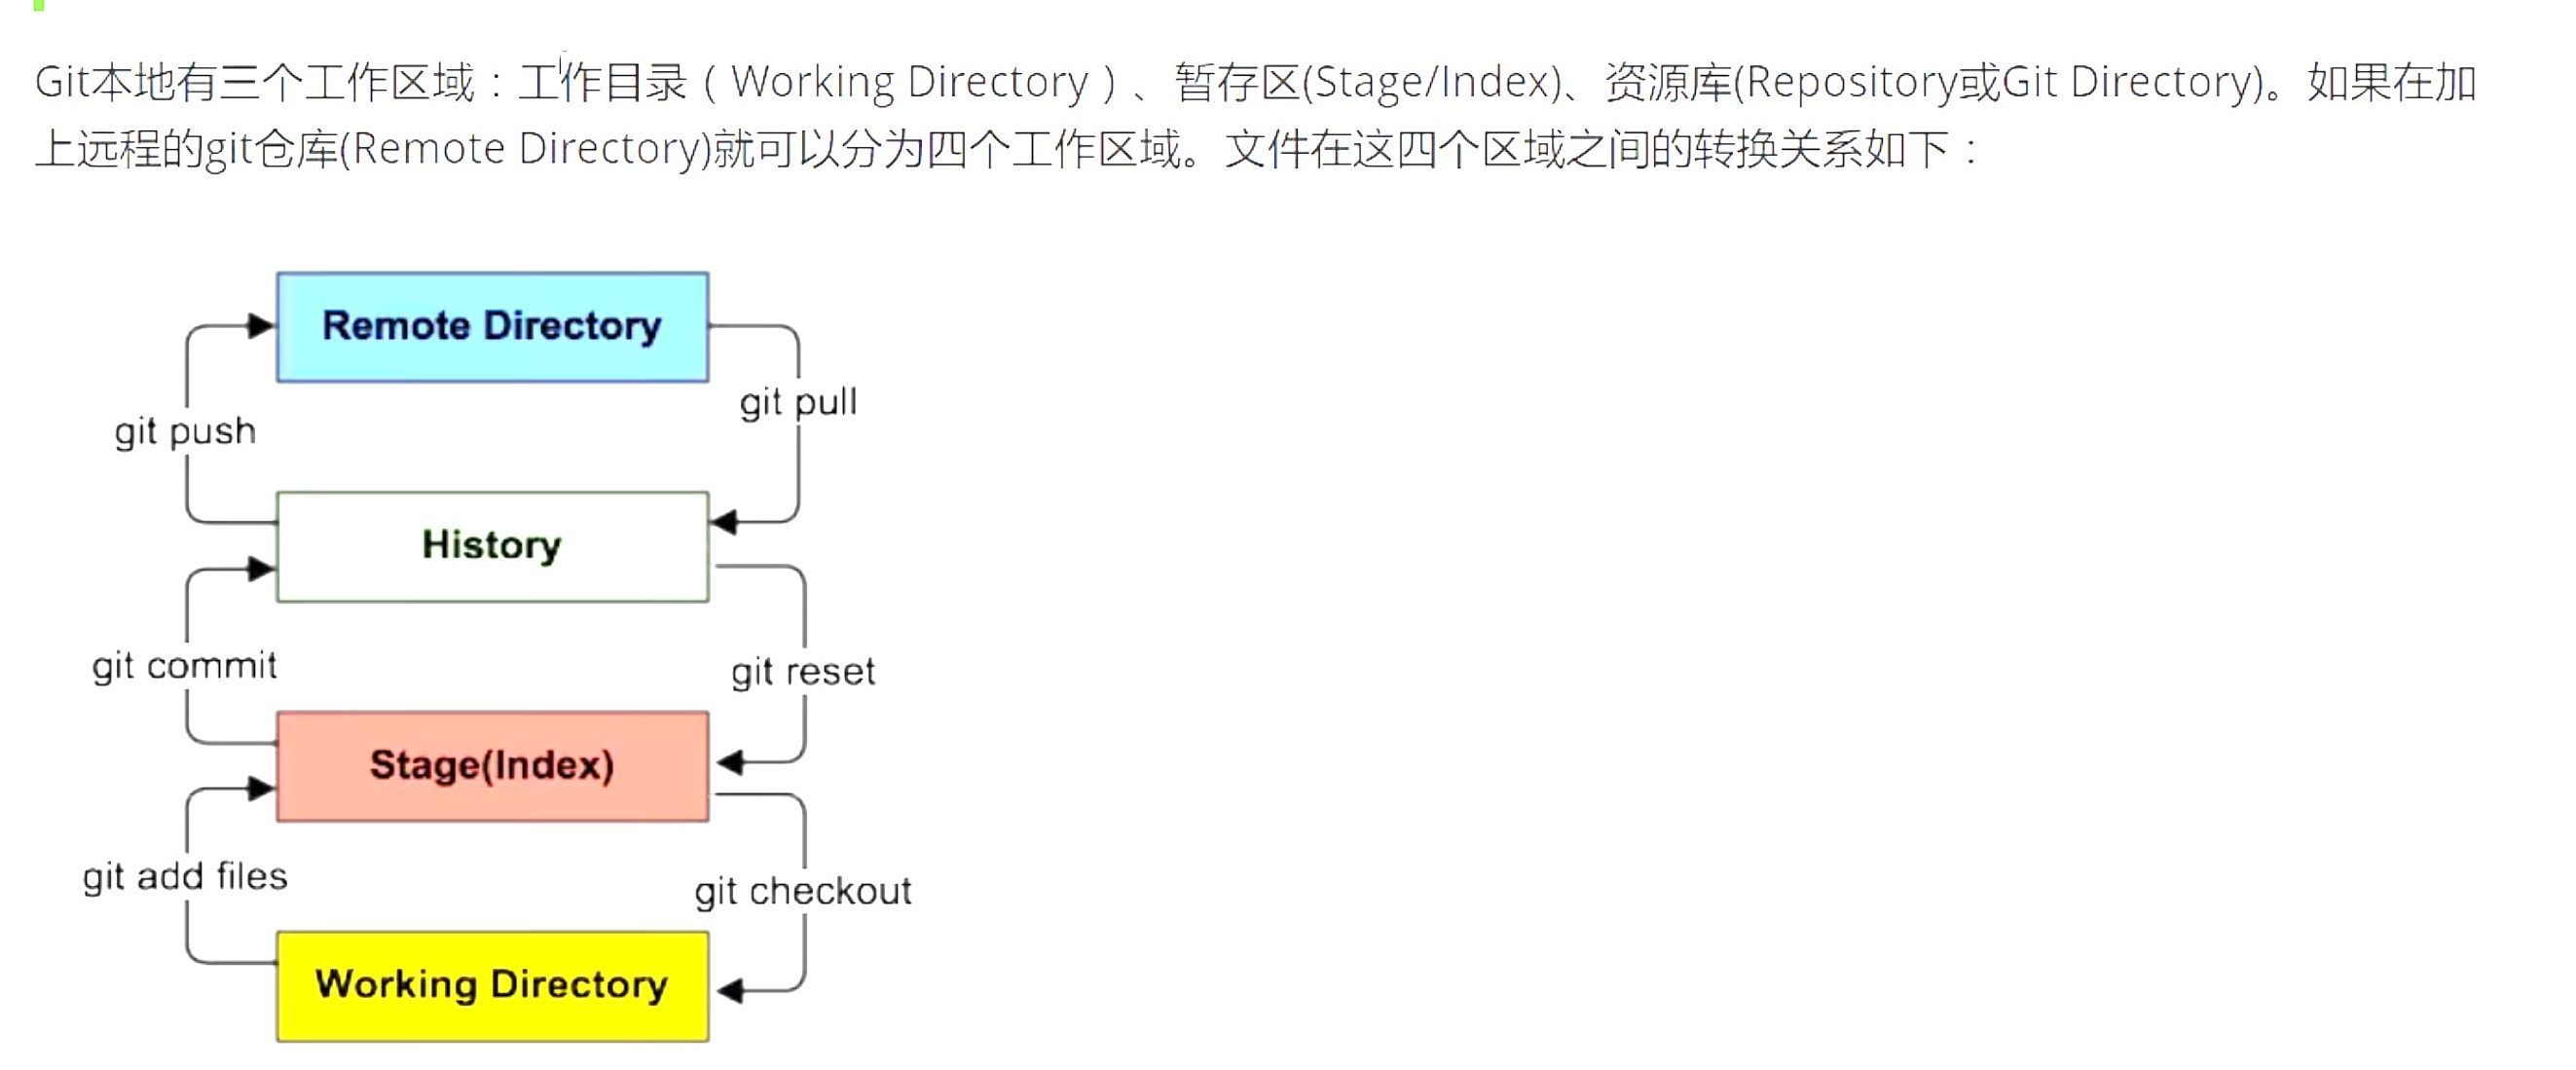 Git本地有三个工作区域：工作目录（Working Directory）、暂存区(Stage/Index)、资源库(Repository或Git Directory)。如果在加
上远程的git仓库(Remote Directory)就可以分为四个工作区域。文件在这四个区域之间的转换关系如下：
Remote Directory
git pull
git push
History
git commit
git reset
Stage(Index)
git add files
git checkout
Working Directory